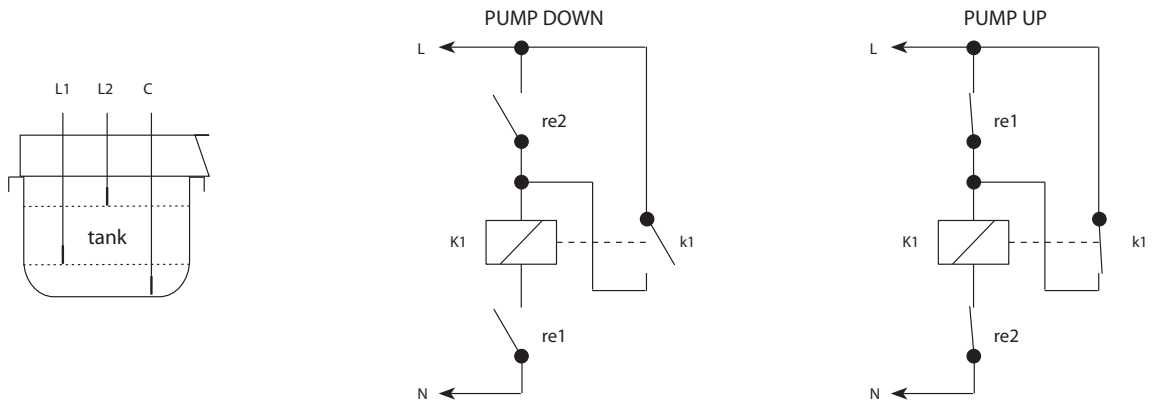 L1 L2 C
tank
PUMP DOWN
L
re2
K1
k1
re1
N
PUMP UP
L
re1
K1
k1
re2
N